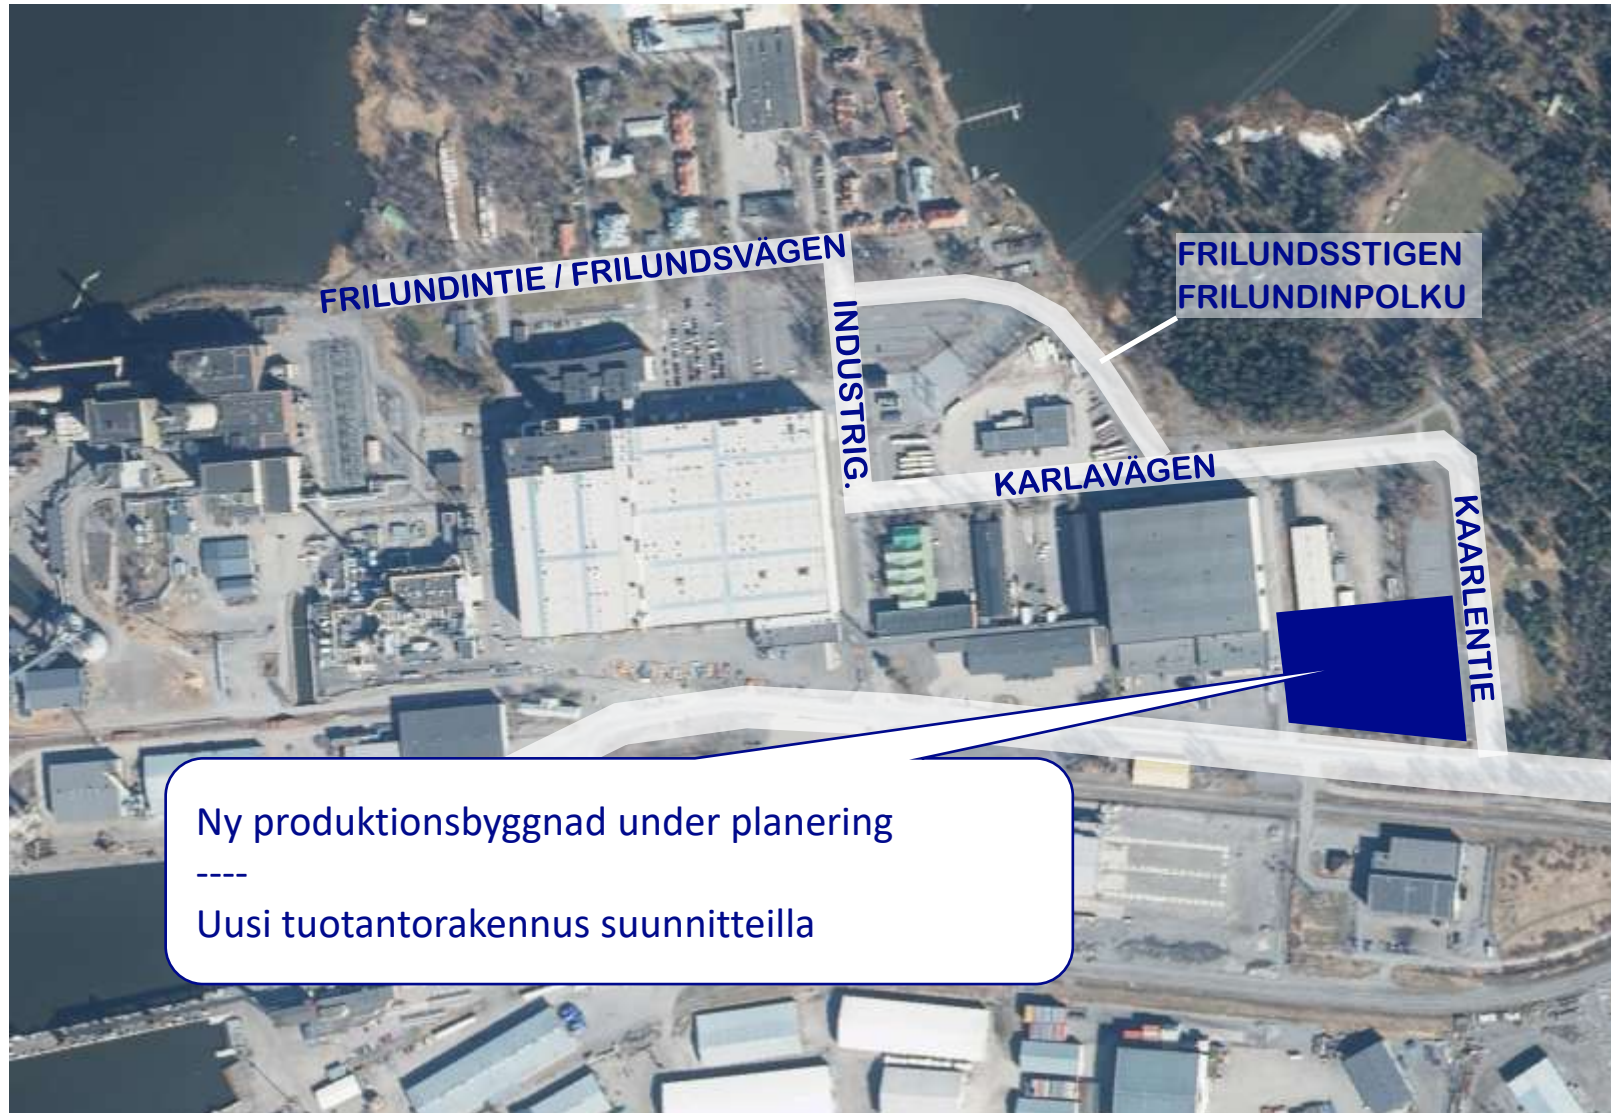 FRILUNDINTIE / FRILUNDSVÄGEN
FRILUNDSSTIGEN
FRILUNDINPOLKU
INDUSTRIG.
KARLAVÄGEN
KAARLENTIE
Ny produktionsbyggnad under planering
----
Uusi tuotantorakennus suunnitteilla